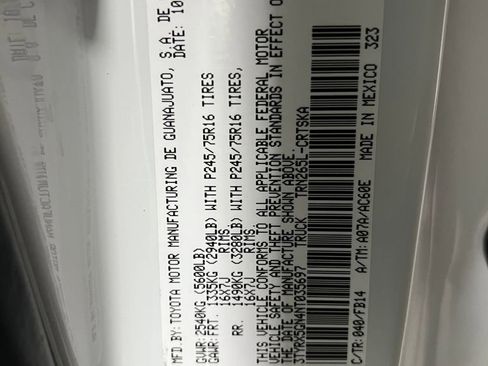 MFD.BY:TOYOTA MOTOR MANUFACTURING DE GUANAJUATO, S.A. DE
DATE: 10
GVWR:2540KG (5600LB)
GAWR: FRT. 1335KG (2940LB) WITH P245/75R16 TIRES
16X7J RIMS,
RR. 1490KG (3280LB) WITH P245/75R16 TIRES,
16X7J RIMS,
THIS VEHICLE CONFORMS TO ALL APPLICABLE FEDERAL MOTOR
VEHICLE SAFETY AND THEFT PREVENTION STANDARDS IN EFFECT O
THE DATE OF MANUFACTURE SHOWN ABOVE.
3TYRX5GN4NT035697 TRUCK TRN265L-CRTSKA
C/TR:040/FB14 A/TM:A07A/AC60E MADE IN MEXICO 323